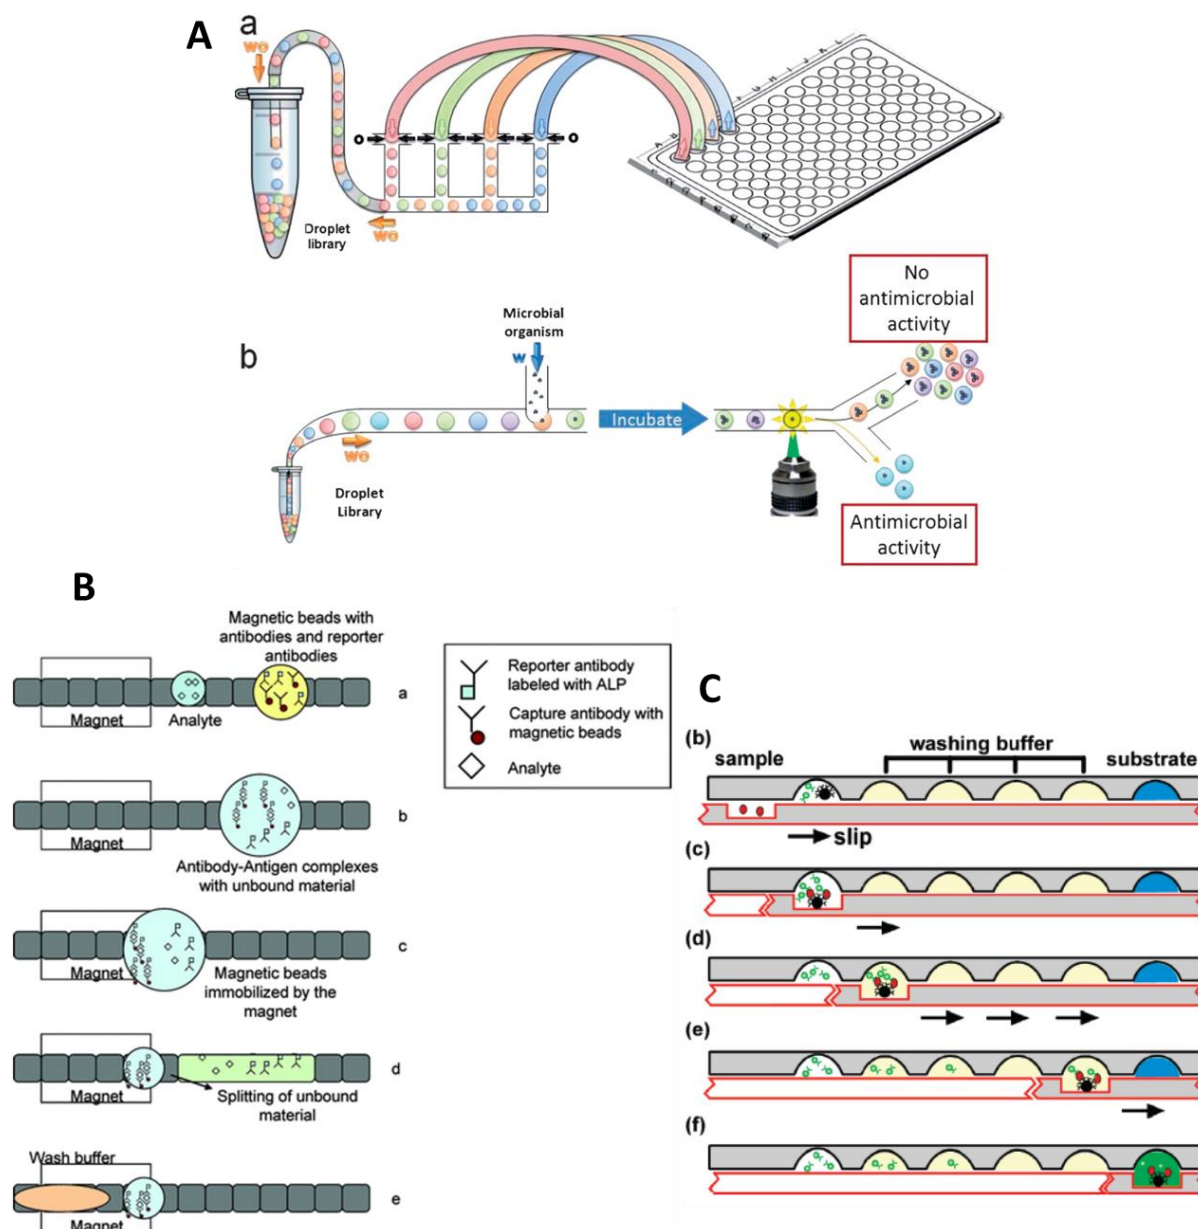 A
a
wo
o
o
Droplet
library
wo
No
antimicrobial
activity
Microbial
organism
w
b
Incubate
wo
Droplet
Library
Antimicrobial
activity
B
Magnetic beads with
antibodies and reporter
antibodies
a
Magnet
Analyte
Reporter antibody
labeled with ALP
Capture antibody with
magnetic beads
Analyte
b
Magnet
Antibody-Antigen complexes
with unbound material
c
Magnet
Magnetic beads
immobilized by the
magnet
d
Magnet
Splitting of unbound
material
Wash buffer
e
Magnet
C
(b)
washing buffer
sample
substrate
slip
(c)
(d)
(e)
(f)